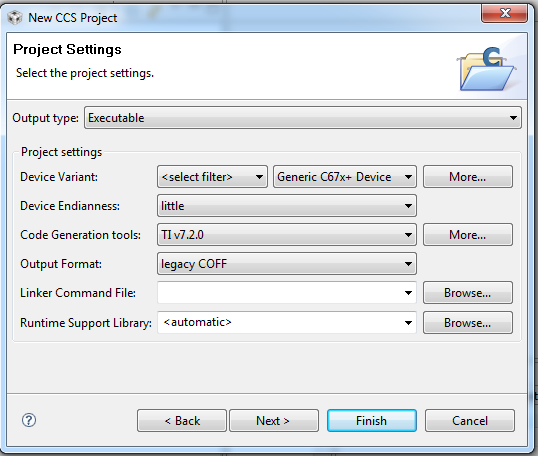 New CCS Project
Project Settings
Select the project settings.
Output type: Executable
Project settings
Device Variant: <select filter> Generic C67x+ Device More...
Device Endianness: little
Code Generation tools: TI v7.2.0 More...
Output Format: legacy COFF
Linker Command File: Browse...
Runtime Support Library: <automatic> Browse...
? < Back Next > Finish Cancel